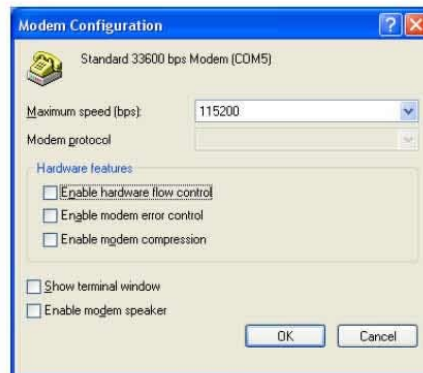 Modem Configuration
Standard 33600 bps Modem (COM5)
Maximum speed (bps): 115200
Modem protocol
Hardware features
Enable hardware flow control
Enable modem error control
Enable modem compression
Show terminal window
Enable modem speaker
OK Cancel